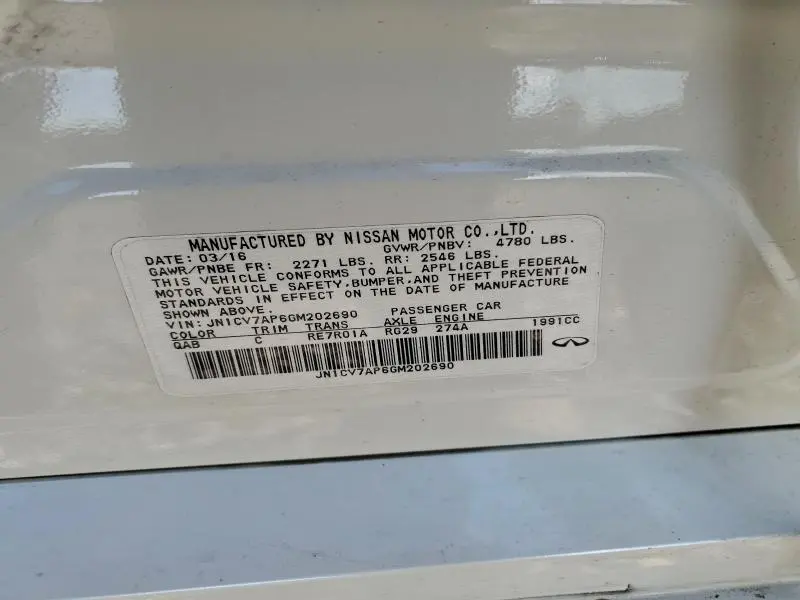 MANUFACTURED BY NISSAN MOTOR CO.,LTD.
DATE: 03/16 GVWR/PNBV: 4780 LBS.
GAWR/PNBE FR: 2271 LBS. RR: 2546 LBS.
THIS VEHICLE CONFORMS TO ALL APPLICABLE FEDERAL
MOTOR VEHICLE SAFETY,BUMPER,AND THEFT PREVENTION
STANDARDS IN EFFECT ON THE DATE OF MANUFACTURE
SHOWN ABOVE.
VIN: JN1CV7AP6GM202690 PASSENGER CAR
COLOR TRIM TRANS AXLE ENGINE 1991CC
QAB C RE7R01A RG29 274A
JN1CV7AP6GM202690